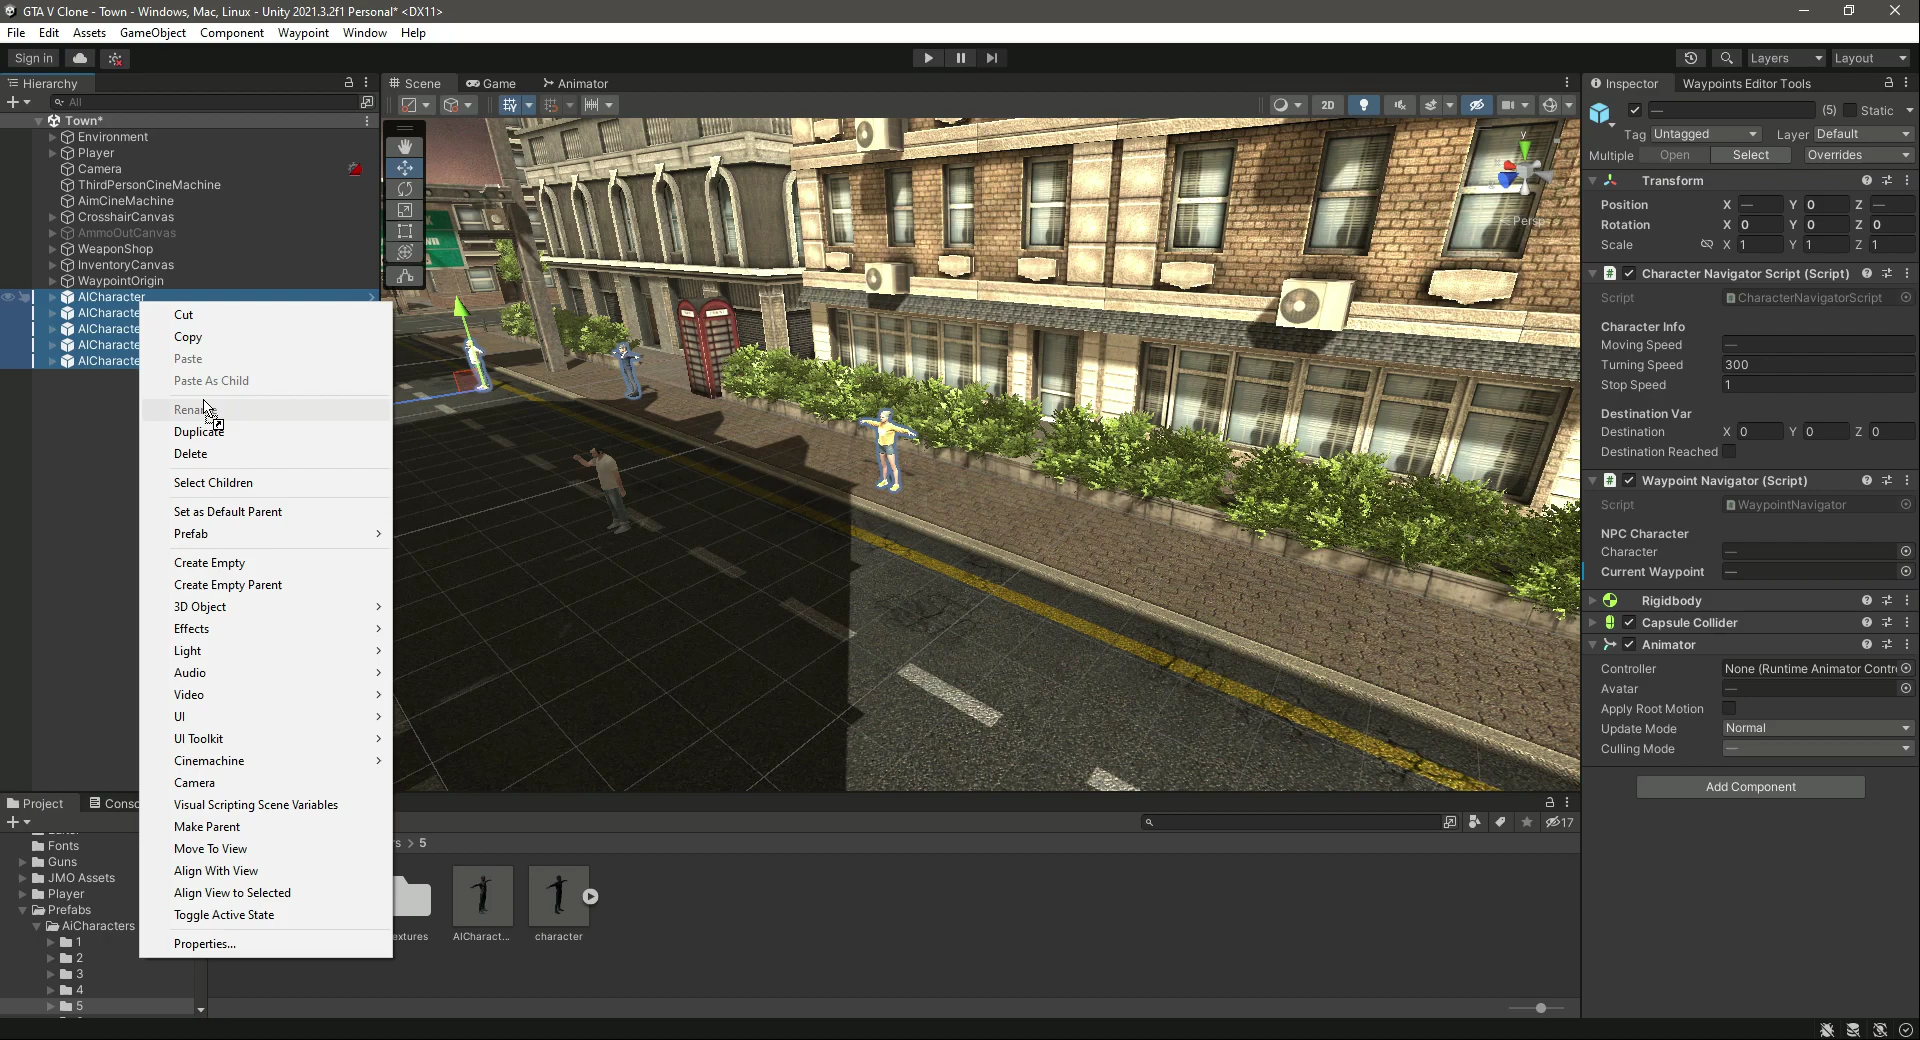 GTA V Clone - Town - Windows, Mac, Linux - Unity 2021.3.2f1 Personal* <DX11>
File Edit Assets GameObject Component Waypoint Window Help
Sign in
Layers Layout
Hierarchy
All
Town*
Environment
Player
Camera
ThirdPersonCineMachine
AimCineMachine
CrosshairCanvas
AmmoOutCanvas
WeaponShop
InventoryCanvas
WaypointOrigin
AICharacter
AICharacte
AICharacte
AICharacte
AICharacte
Cut
Copy
Paste
Paste As Child
Duplicate
Delete
Select Children
Set as Default Parent
Prefab
Create Empty
Create Empty Parent
3D Object
Effects
Light
Audio
Video
UI
UI Toolkit
Cinemachine
Camera
Visual Scripting Scene Variables
Make Parent
Move To View
Align With View
Align View to Selected
Toggle Active State
Properties...
Scene Game Animator
2D
y
Persp
Project Conso
Fonts
Guns
JMO Assets
Player
Prefabs
AiCharacters
1
2
3
4
5
s > 5
17
extures AICharact... character
Inspector Waypoints Editor Tools
— (5) Static
Tag Untagged Layer Default
Multiple Open Select Overrides
Transform
Position X — Y 0 Z —
Rotation X 0 Y 0 Z 0
Scale X 1 Y 1 Z 1
# Character Navigator Script (Script)
Script CharacterNavigatorScript
Character Info
Moving Speed —
Turning Speed 300
Stop Speed 1
Destination Var
Destination X 0 Y 0 Z 0
Destination Reached
# Waypoint Navigator (Script)
Script WaypointNavigator
NPC Character
Character —
Current Waypoint —
Rigidbody
Capsule Collider
Animator
Controller None (Runtime Animator Contr
Avatar —
Apply Root Motion
Update Mode Normal
Culling Mode —
Add Component